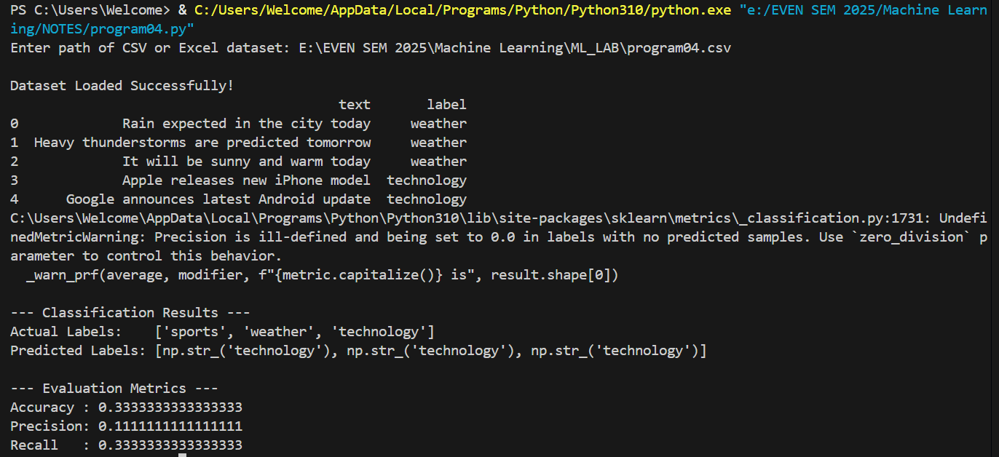 PS C:\Users\Welcome> & C:/Users/Welcome/AppData/Local/Programs/Python/Python310/python.exe "e:/EVEN SEM 2025/Machine Learn
ing/NOTES/program04.py"
Enter path of CSV or Excel dataset: E:\EVEN SEM 2025\Machine Learning\ML_LAB\program04.csv

Dataset Loaded Successfully!
                                         text       label
0             Rain expected in the city today     weather
1  Heavy thunderstorms are predicted tomorrow     weather
2             It will be sunny and warm today     weather
3             Apple releases new iPhone model  technology
4      Google announces latest Android update  technology
C:\Users\Welcome\AppData\Local\Programs\Python\Python310\lib\site-packages\sklearn\metrics\_classification.py:1731: Undefi
nedMetricWarning: Precision is ill-defined and being set to 0.0 in labels with no predicted samples. Use `zero_division` p
arameter to control this behavior.
  _warn_prf(average, modifier, f"{metric.capitalize()} is", result.shape[0])

--- Classification Results ---
Actual Labels:    ['sports', 'weather', 'technology']
Predicted Labels: [np.str_('technology'), np.str_('technology'), np.str_('technology')]

--- Evaluation Metrics ---
Accuracy : 0.3333333333333333
Precision: 0.1111111111111111
Recall   : 0.3333333333333333